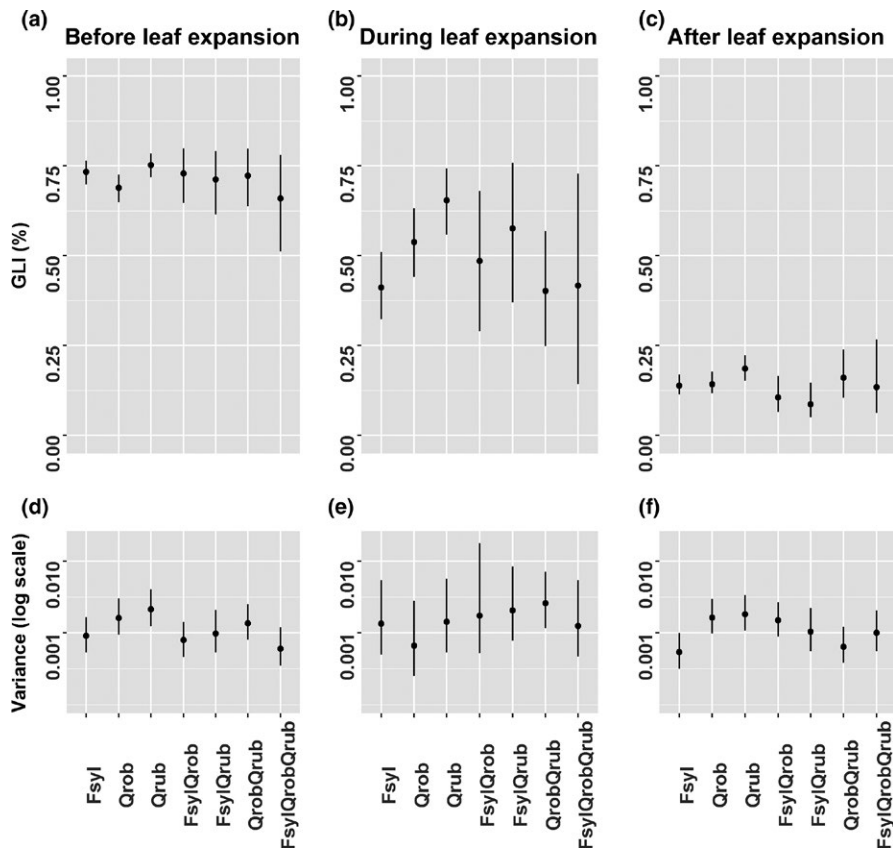 (a)
Before leaf expansion
(b)
During leaf expansion
(c)
After leaf expansion
GLI (%)
1.00
0.75
0.50
0.25
0.00
1.00
0.75
0.50
0.25
0.00
1.00
0.75
0.50
0.25
0.00
(d)
(e)
(f)
Variance (log scale)
0.010
0.001
0.010
0.001
0.010
0.001
Fsyl
Qrob
Qrub
FsylQrob
FsylQrub
QrobQrub
FsylQrobQrub
Fsyl
Qrob
Qrub
FsylQrob
FsylQrub
QrobQrub
FsylQrobQrub
Fsyl
Qrob
Qrub
FsylQrob
FsylQrub
QrobQrub
FsylQrobQrub